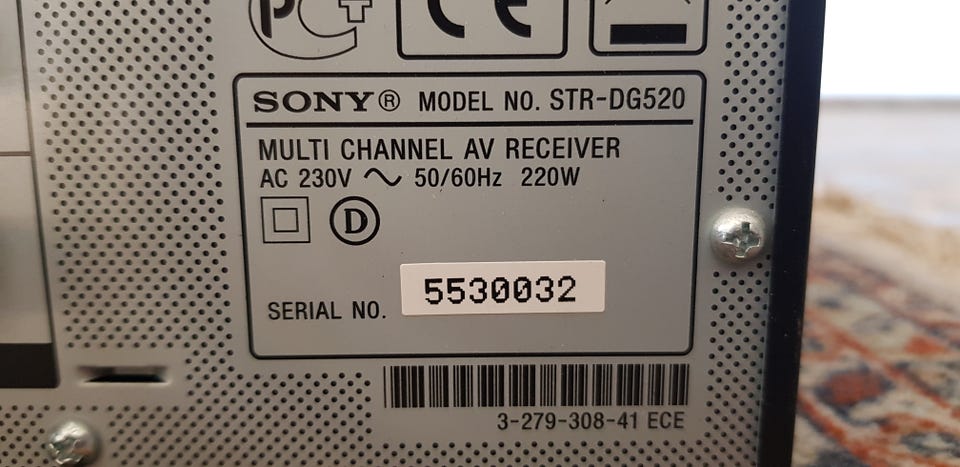 SONY® MODEL NO. STR-DG520
MULTI CHANNEL AV RECEIVER
AC 230V ~ 50/60Hz 220W
D
SERIAL NO. 5530032
3-279-308-41 ECE